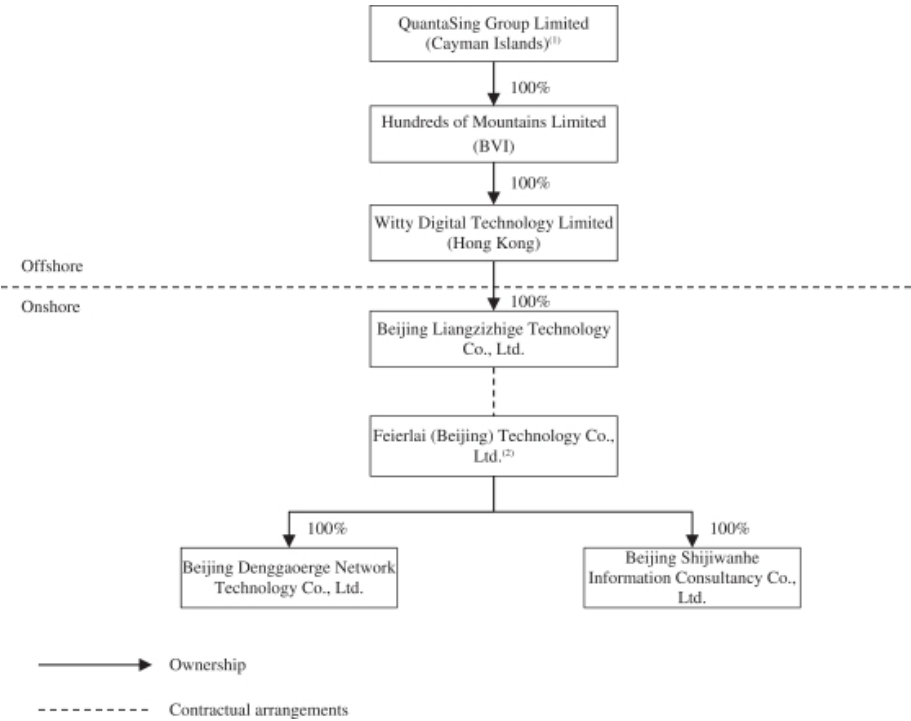 QuantaSing Group Limited
(Cayman Islands)(1)
100%
Hundreds of Mountains Limited
(BVI)
100%
Witty Digital Technology Limited
(Hong Kong)
Offshore
Onshore
100%
Beijing Liangzizhige Technology
Co., Ltd.
Feierlai (Beijing) Technology Co.,
Ltd.(2)
100%
100%
Beijing Denggaoerge Network
Technology Co., Ltd.
Beijing Shijiwanhe
Information Consultancy Co.,
Ltd.
Ownership
Contractual arrangements